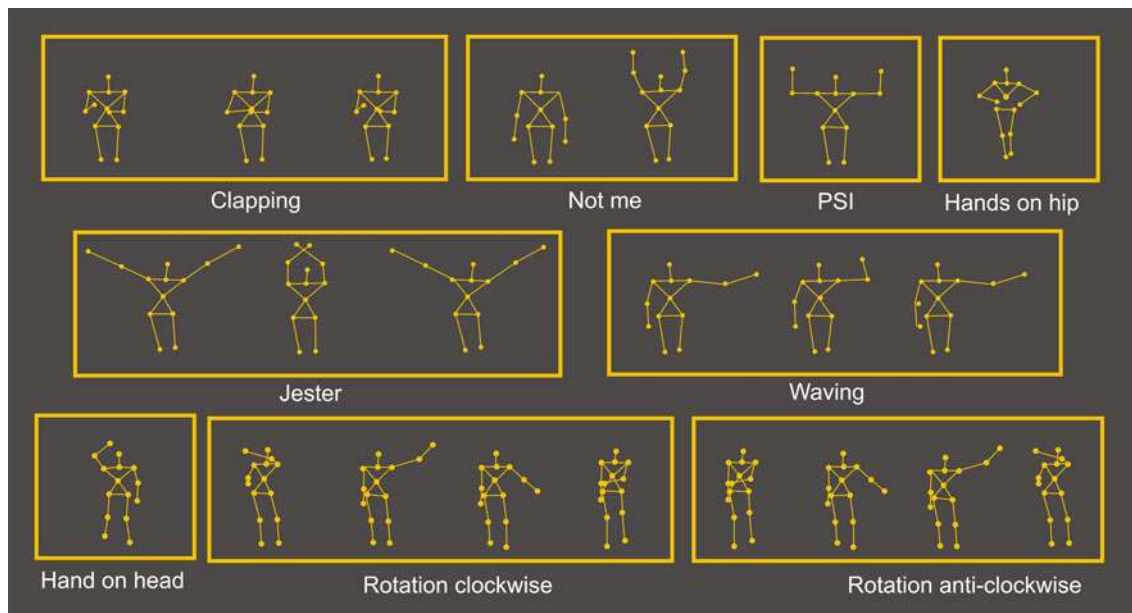 Clapping
Not me
PSI
Hands on hip
Jester
Waving
Hand on head
Rotation clockwise
Rotation anti-clockwise